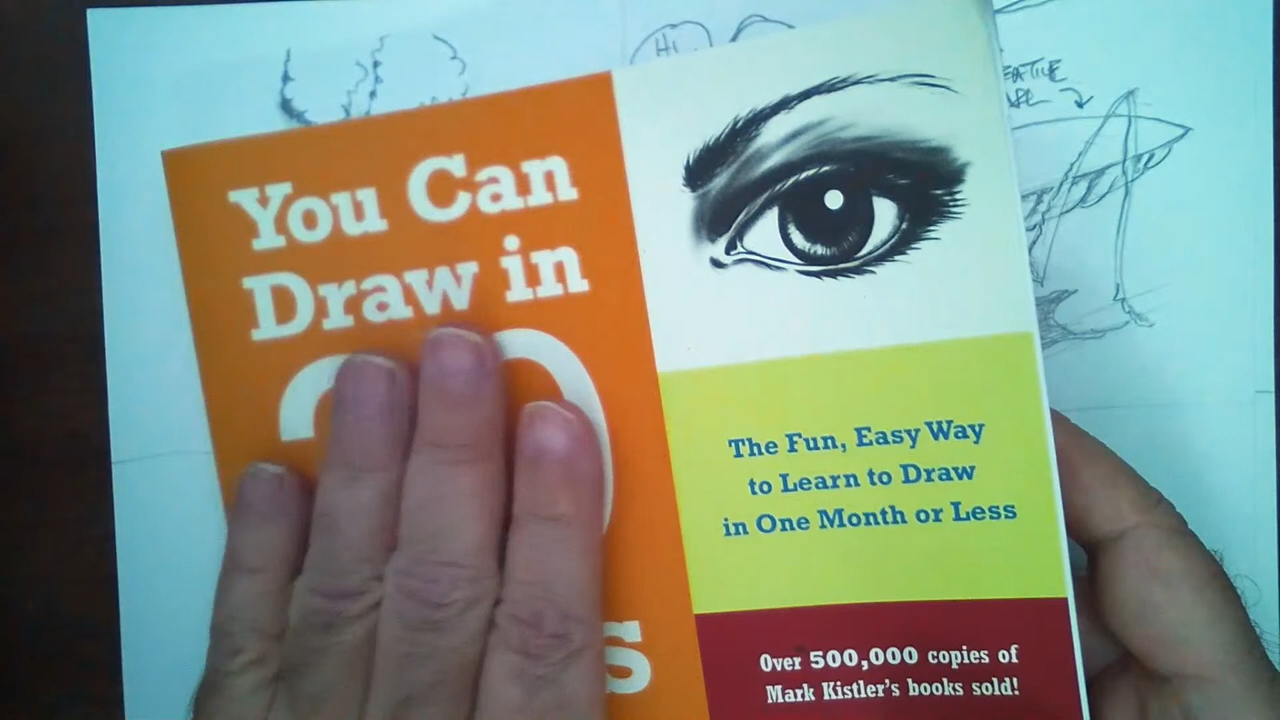 You Can
Draw in
s
The Fun, Easy Way
to Learn to Draw
in One Month or Less
Over 500,000 copies of
Mark Kistler's books sold!
HI